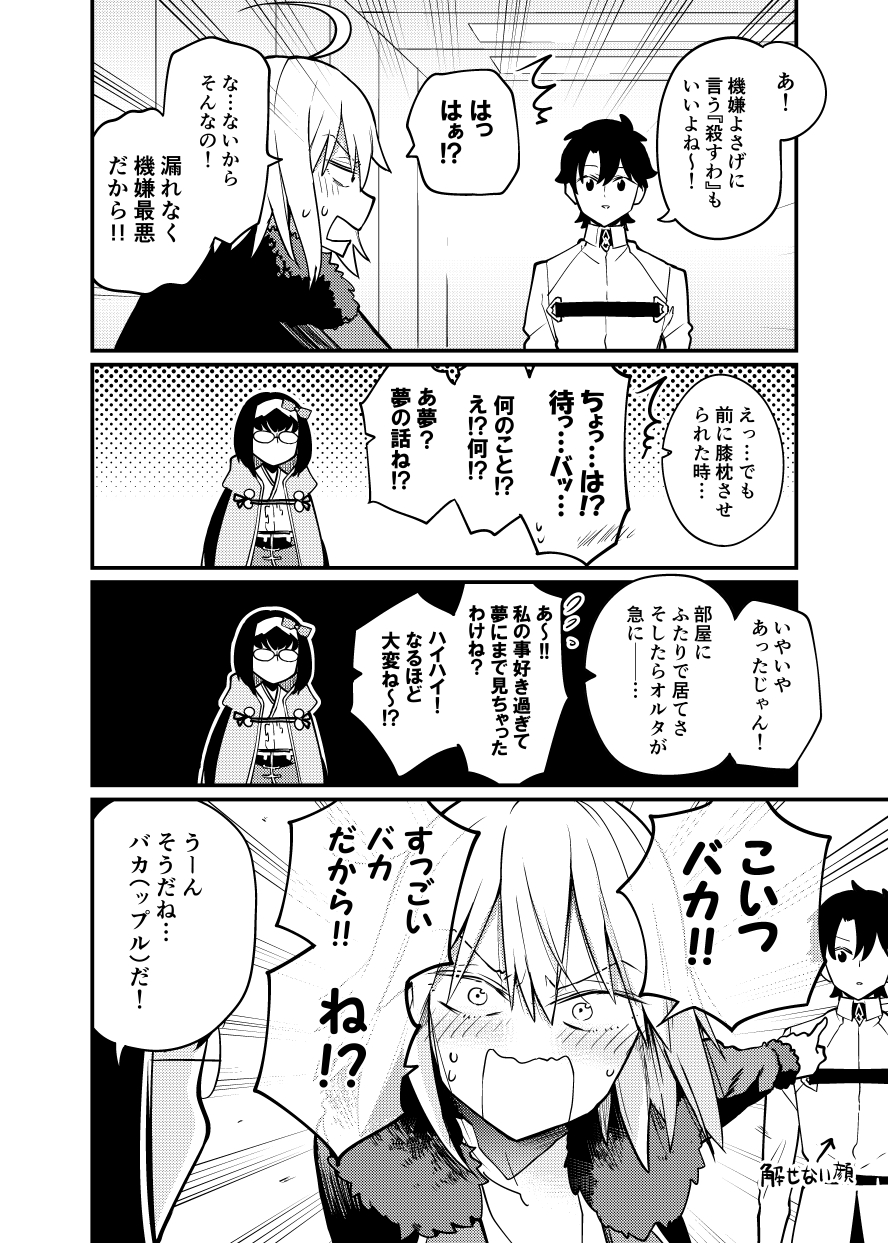 あ！
機嫌よさげに
言う『殺すわ』も
いいよね〜！
はっ
はぁ!?
な…ないから
そんなの！
漏れなく
機嫌最悪
だから!!
えっ…でも
前に膝枕させ
られた時…
ちょっ…は!?
待っ…バッ…
何のこと!?
え!?何!?
あ夢？
夢の話ね!?
いやいや
あったじゃん！
部屋に
ふたりで居てさ
そしたらオルタが
急に――…
あ〜!!
私の事好き過ぎて
夢にまで見ちゃった
わけね？
ハイハイ！
なるほど
大変ね〜!?
こいつ
バカ!!
すっごい
バカ
だから!!
ね!?
解せない顔
うーん
そうだね…
バカ(ップル)だ！